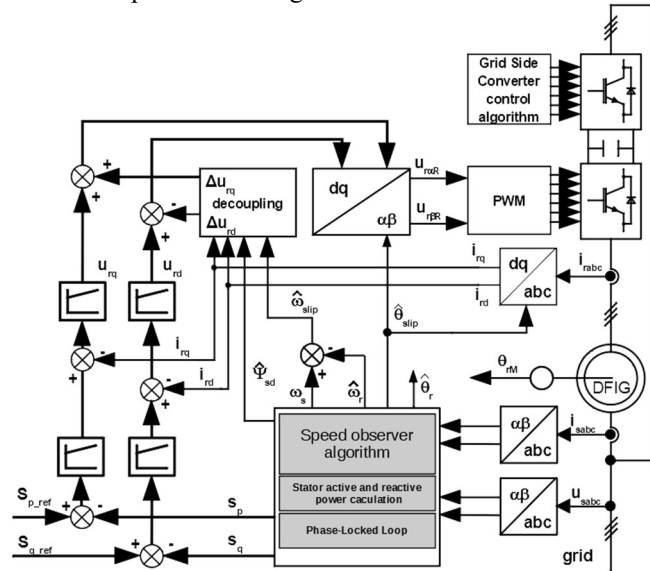 Grid Side
Converter
control
algorithm
Δu_rq
decoupling
Δu_rd
dq
αβ
u_rαR
u_rβR
PWM
u_rq
u_rd
i_rq
i_rd
dq
abc
i_rabc
ω̂_slip
θ̂_slip
i_rq
i_rd
Ψ̂_sd
ω_s
ω̂_r
θ̂_r
θ_rM
DFIG
Speed observer
algorithm
Stator active and reactive
power caculation
Phase-Locked Loop
αβ
abc
i_sabc
αβ
abc
u_sabc
S_p_ref
S_q_ref
s_p
s_q
grid